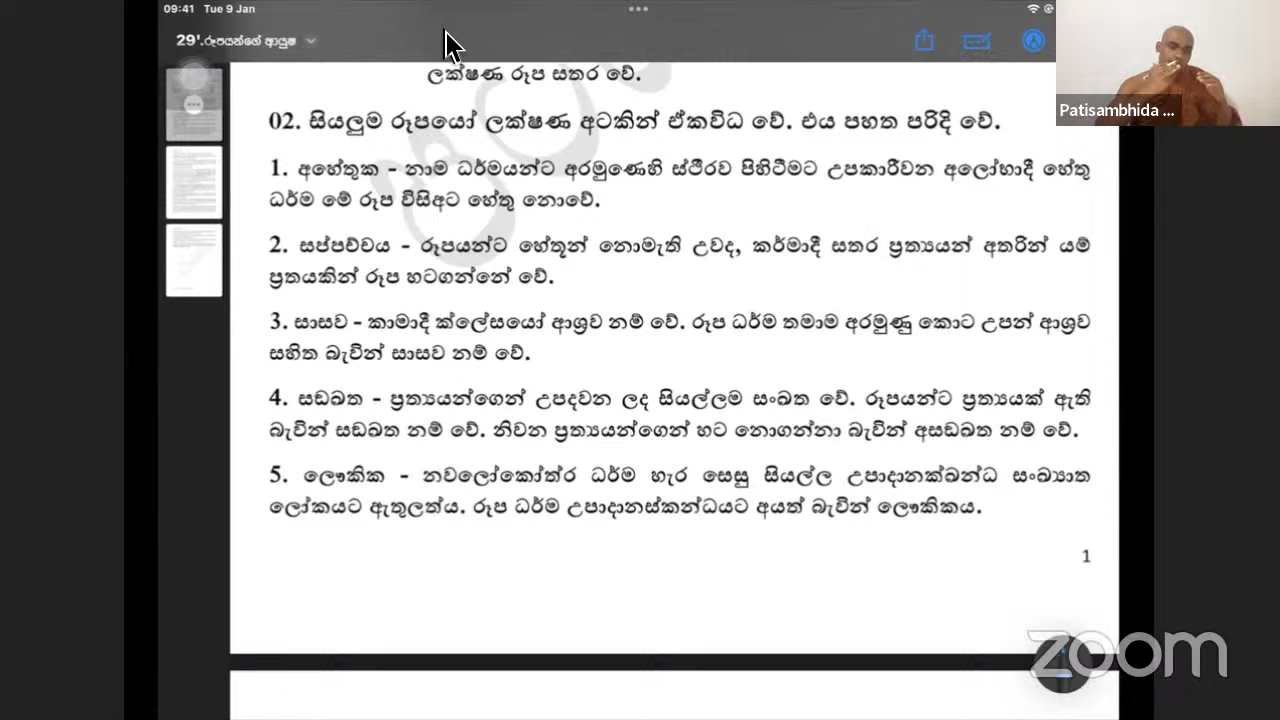 09:41 Tue 9 Jan
29'.රූපයන්ගේ ආයුෂ
Patisambhida ...
ලක්ෂණ රූප සතර වේ.
02. සියලුම රූපයෝ ලක්ෂණ අටකින් ඒකවිධ වේ. එය පහත පරිදි වේ.
1. අහේතුක - නාම ධර්මයන්ට අරමුණෙහි ස්ථීරව පිහිටීමට උපකාරීවන අලෝභාදී හේතු
ධර්ම මේ රූප විසිඅට හේතු නොවේ.
2. සප්පච්චය - රූපයන්ට හේතූන් නොමැති උවද, කර්මාදී සතර ප්‍රත්‍යයන් අතරින් යම්
ප්‍රත්‍යකින් රූප හටගන්නේ වේ.
3. සාසව - කාමාදී ක්ලේසයෝ ආශ්‍රව නම් වේ. රූප ධර්ම තමාම අරමුණු කොට උපන් ආශ්‍රව
සහිත බැවින් සාසව නම් වේ.
4. සඞ්ඛත - ප්‍රත්‍යයන්ගෙන් උපදවන ලද සියල්ලම සංඛත වේ. රූපයන්ට ප්‍රත්‍යයක් ඇති
බැවින් සඞ්ඛත නම් වේ. නිවන ප්‍රත්‍යයන්ගෙන් හට නොගන්නා බැවින් අසඞ්ඛත නම් වේ.
5. ලෞකික - නවලෝකෝත්ර ධර්ම හැර සෙසු සියල්ල උපාදානක්ඛන්ධ සංඛ්‍යාත
ලෝකයට ඇතුලත්ය. රූප ධර්ම උපාදානස්කන්ධයට අයත් බැවින් ලෞකිකය.
1
zoom